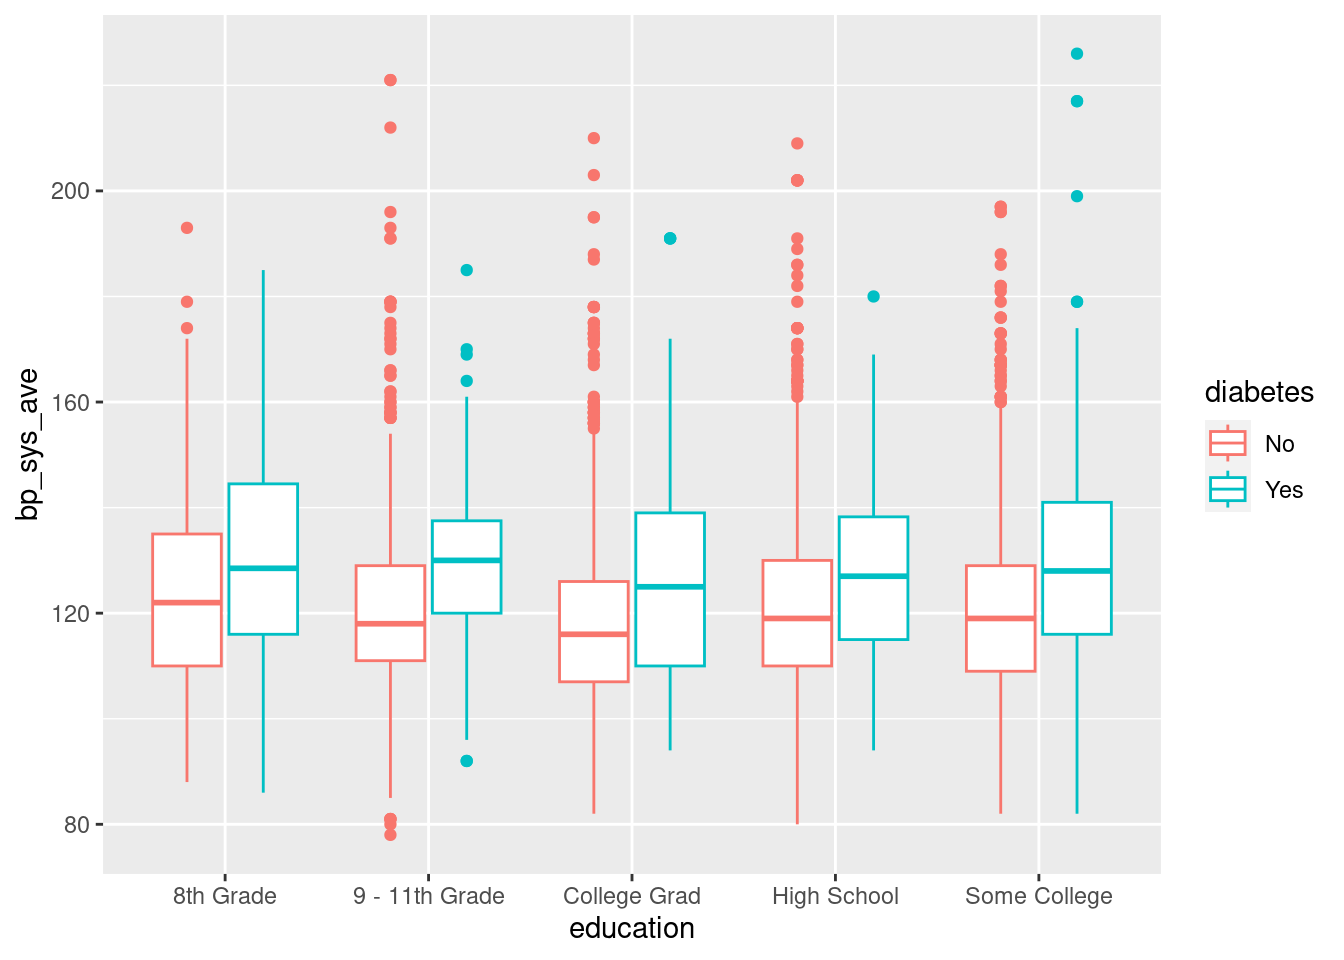 bp_sys_ave
200
160
120
80
8th Grade
9 - 11th Grade
College Grad
High School
Some College
education
diabetes
No
Yes